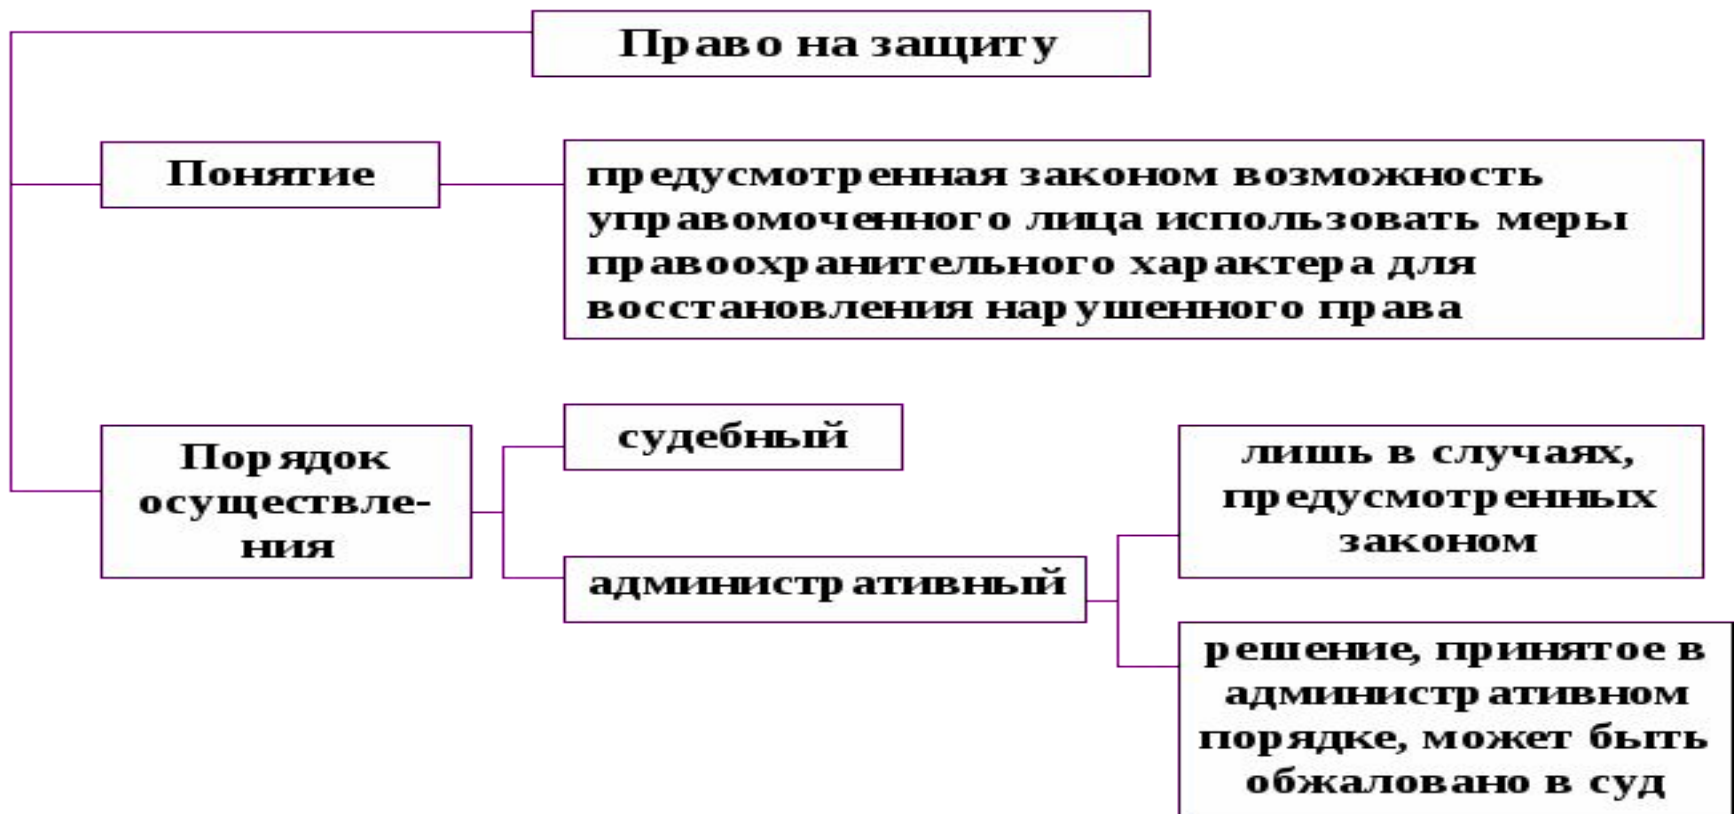 Право на защиту
Понятие
предусмотренная законом возможность
управомоченного лица использовать меры
правоохранительного характера для
восстановления нарушенного права
Порядок
осуществле-
ния
судебный
административный
лишь в случаях,
предусмотренных
законом
решение, принятое в
административном
порядке, может быть
обжаловано в суд